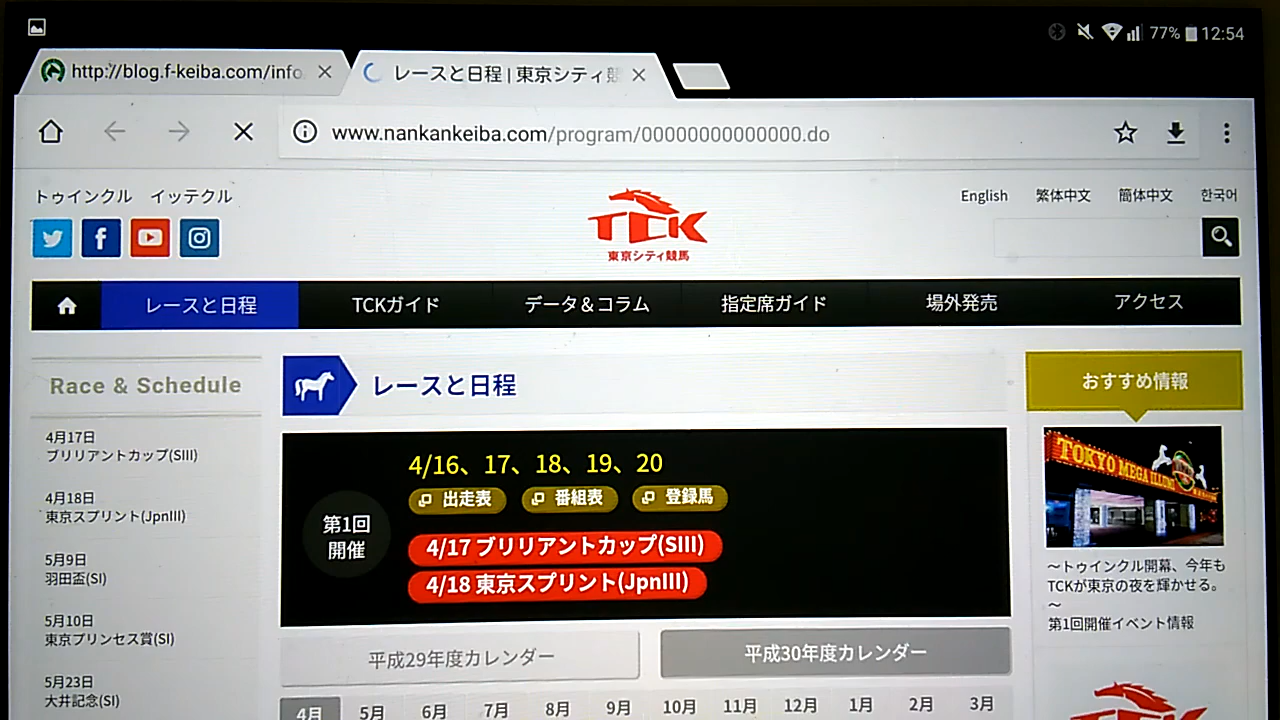 77% 12:54
http://blog.f-keiba.com/info
レースと日程 | 東京シティ競
www.nankankeiba.com/program/00000000000000.do
トゥインクル イッテクル
English 繁体中文 簡体中文 한국어
TCK
東京シティ競馬
レースと日程 TCKガイド データ＆コラム 指定席ガイド 場外発売 アクセス
Race & Schedule
4月17日
ブリリアントカップ(SIII)
4月18日
東京スプリント(JpnIII)
5月9日
羽田盃(SI)
5月10日
東京プリンセス賞(SI)
5月23日
大井記念(SI)
レースと日程
第1回
開催
4/16、17、18、19、20
出走表 番組表 登録馬
4/17 ブリリアントカップ(SIII)
4/18 東京スプリント(JpnIII)
平成29年度カレンダー 平成30年度カレンダー
4月 5月 6月 7月 8月 9月 10月 11月 12月 1月 2月 3月
おすすめ情報
TOKYO MEGA ILLUMI
～トゥインクル開幕、今年も
TCKが東京の夜を輝かせる。
～
第1回開催イベント情報
TCK